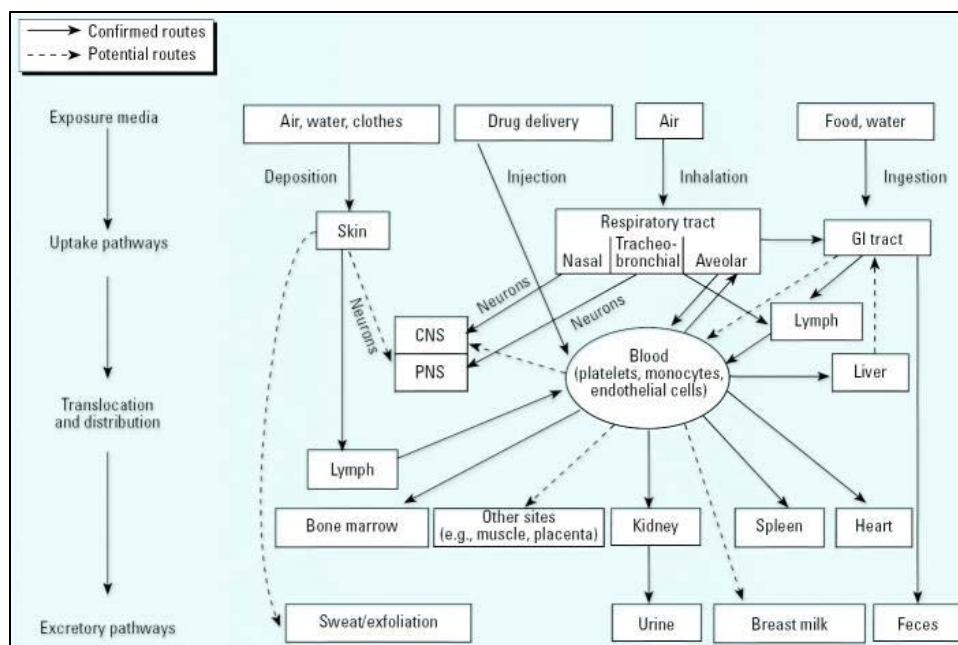 Confirmed routes
Potential routes
Exposure media
Air, water, clothes
Drug delivery
Air
Food, water
Deposition
Injection
Inhalation
Ingestion
Uptake pathways
Skin
Respiratory tract
Nasal
Tracheo-
bronchial
Aveolar
GI tract
Neurons
Neurons
Neurons
CNS
PNS
Lymph
Blood
(platelets, monocytes,
endothelial cells)
Liver
Translocation
and distribution
Lymph
Bone marrow
Other sites
(e.g., muscle, placenta)
Kidney
Spleen
Heart
Excretory pathways
Sweat/exfoliation
Urine
Breast milk
Feces